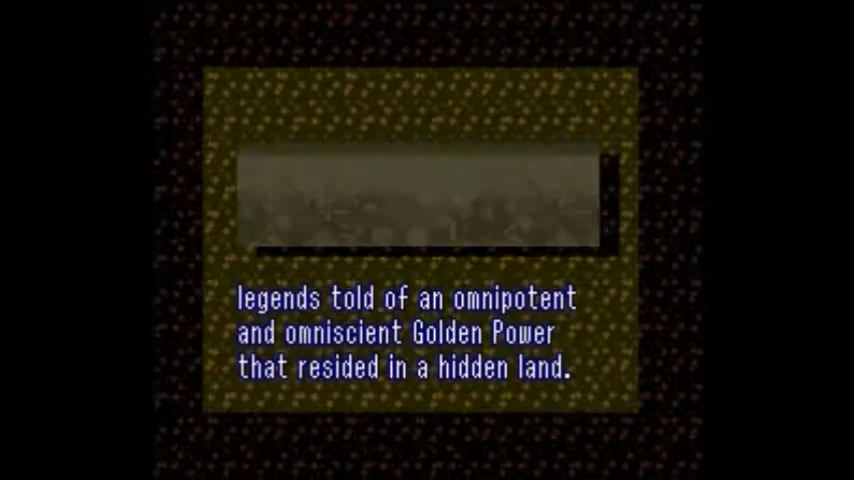 legends told of an omnipotent
and omniscient Golden Power
that resided in a hidden land.